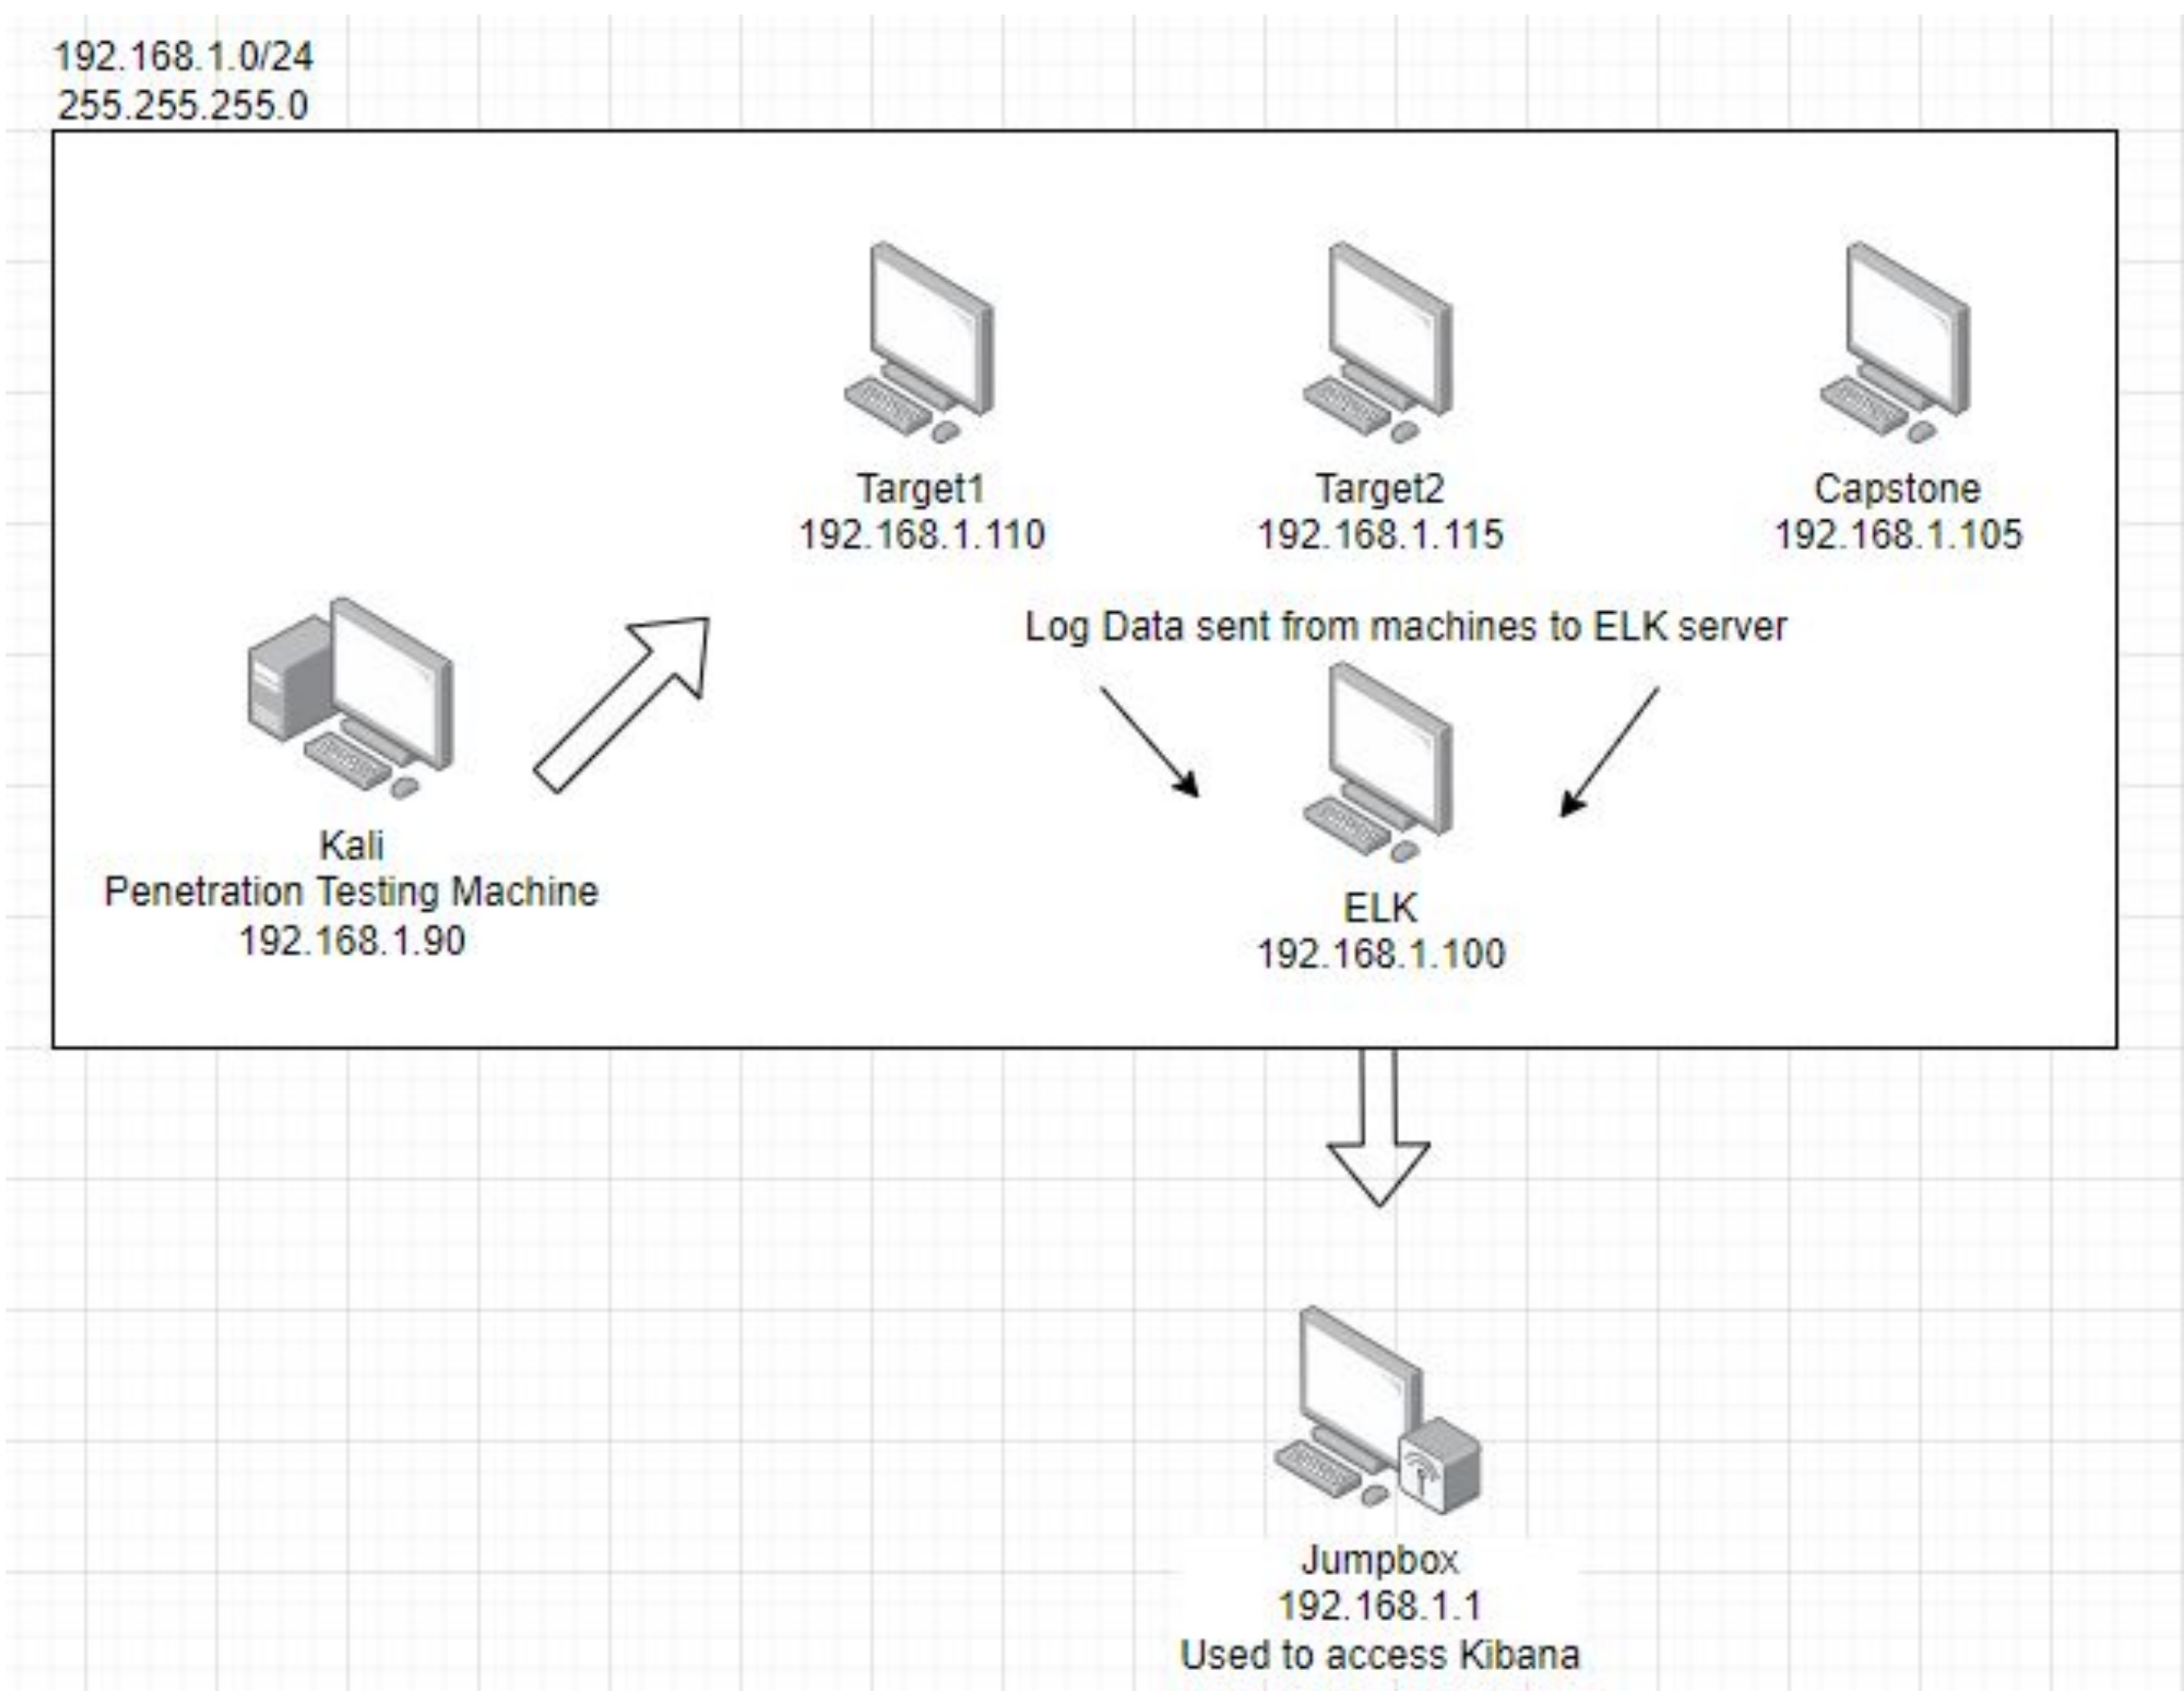 192.168.1.0/24
255.255.255.0
Target1
192.168.1.110
Target2
192.168.1.115
Capstone
192.168.1.105
Log Data sent from machines to ELK server
Kali
Penetration Testing Machine
192.168.1.90
ELK
192.168.1.100
Jumpbox
192.168.1.1
Used to access Kibana